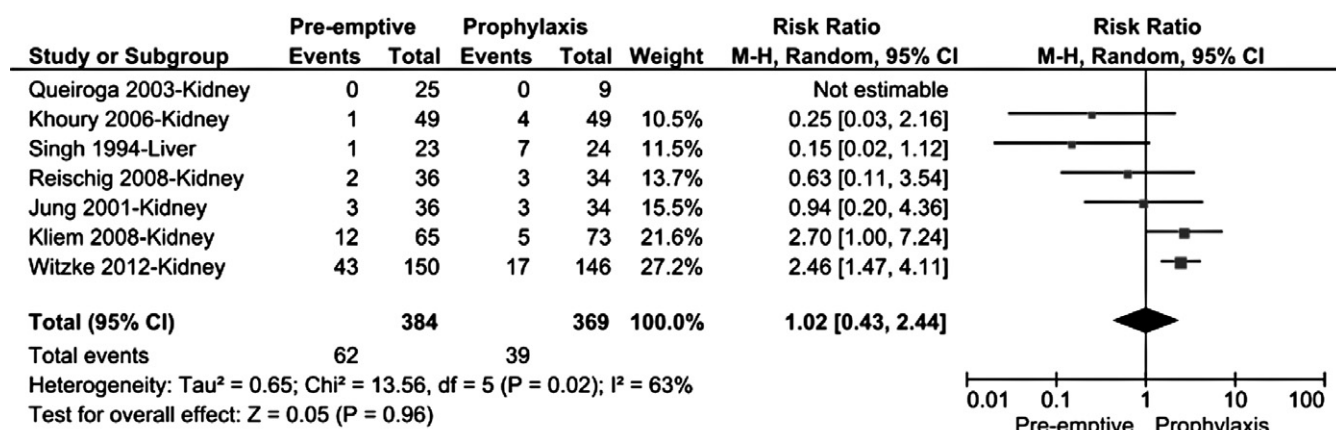 Pre-emptive Prophylaxis Risk Ratio Risk Ratio
Study or Subgroup Events Total Events Total Weight M-H, Random, 95% CI M-H, Random, 95% CI
Queiroga 2003-Kidney 0 25 0 9 Not estimable
Khoury 2006-Kidney 1 49 4 49 10.5% 0.25 [0.03, 2.16]
Singh 1994-Liver 1 23 7 24 11.5% 0.15 [0.02, 1.12]
Reischig 2008-Kidney 2 36 3 34 13.7% 0.63 [0.11, 3.54]
Jung 2001-Kidney 3 36 3 34 15.5% 0.94 [0.20, 4.36]
Kliem 2008-Kidney 12 65 5 73 21.6% 2.70 [1.00, 7.24]
Witzke 2012-Kidney 43 150 17 146 27.2% 2.46 [1.47, 4.11]
Total (95% CI) 384 369 100.0% 1.02 [0.43, 2.44]
Total events 62 39
Heterogeneity: Tau² = 0.65; Chi² = 13.56, df = 5 (P = 0.02); I² = 63%
Test for overall effect: Z = 0.05 (P = 0.96)
0.01 0.1 1 10 100
Pre-emptive Prophylaxis